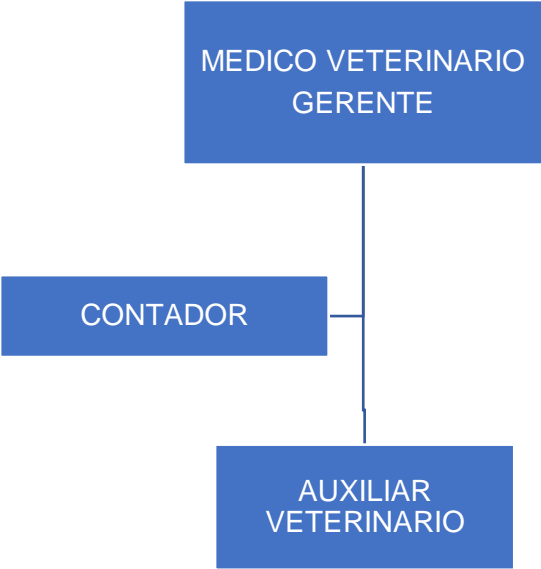 MEDICO VETERINARIO
GERENTE
CONTADOR
AUXILIAR
VETERINARIO